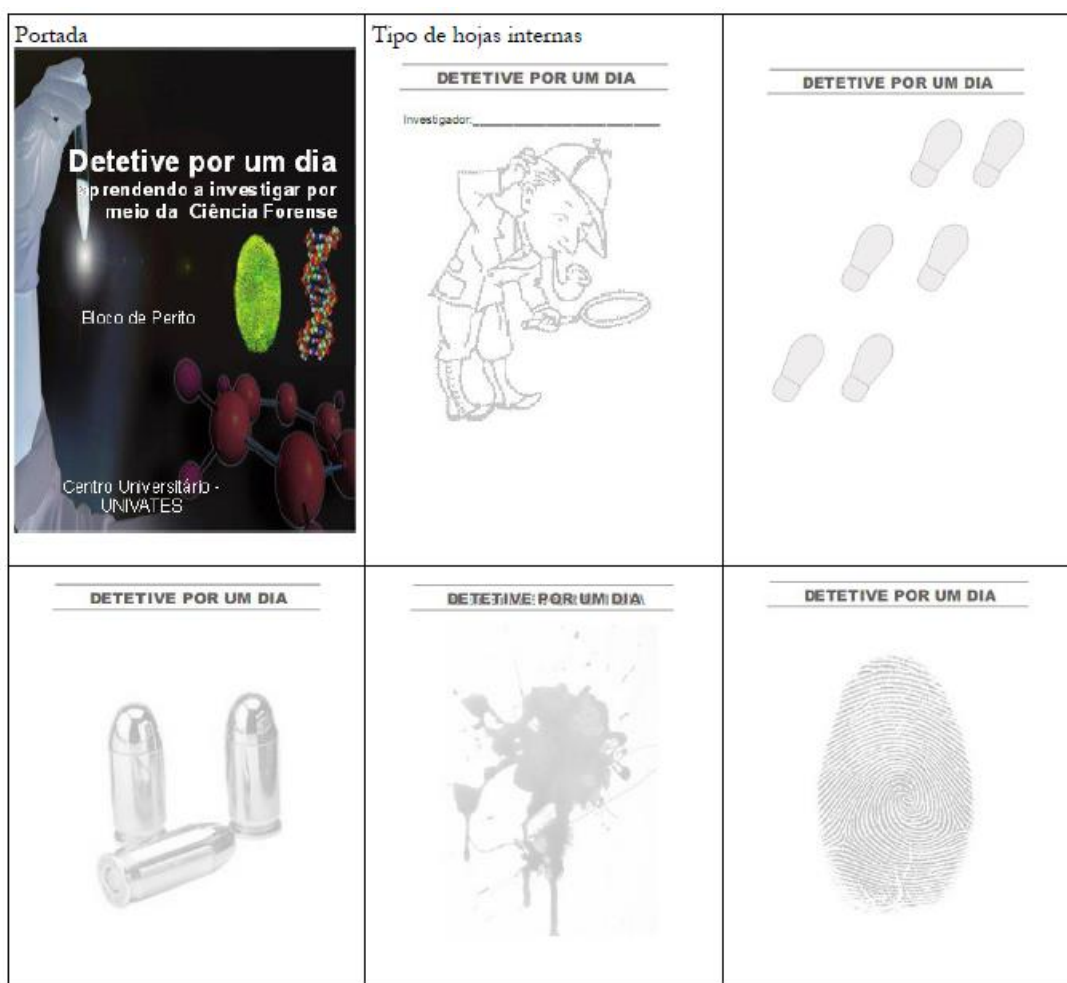 Portada
Detetive por um dia
aprendendo a investigar por
meio da Ciência Forense
Bloco de Perito
Centro Universitário -
UNIVATES
Tipo de hojas internas
DETETIVE POR UM DIA
Investigador:
DETETIVE POR UM DIA
DETETIVE POR UM DIA
DETETIVE POR UM DIA
DETETIVE POR UM DIA